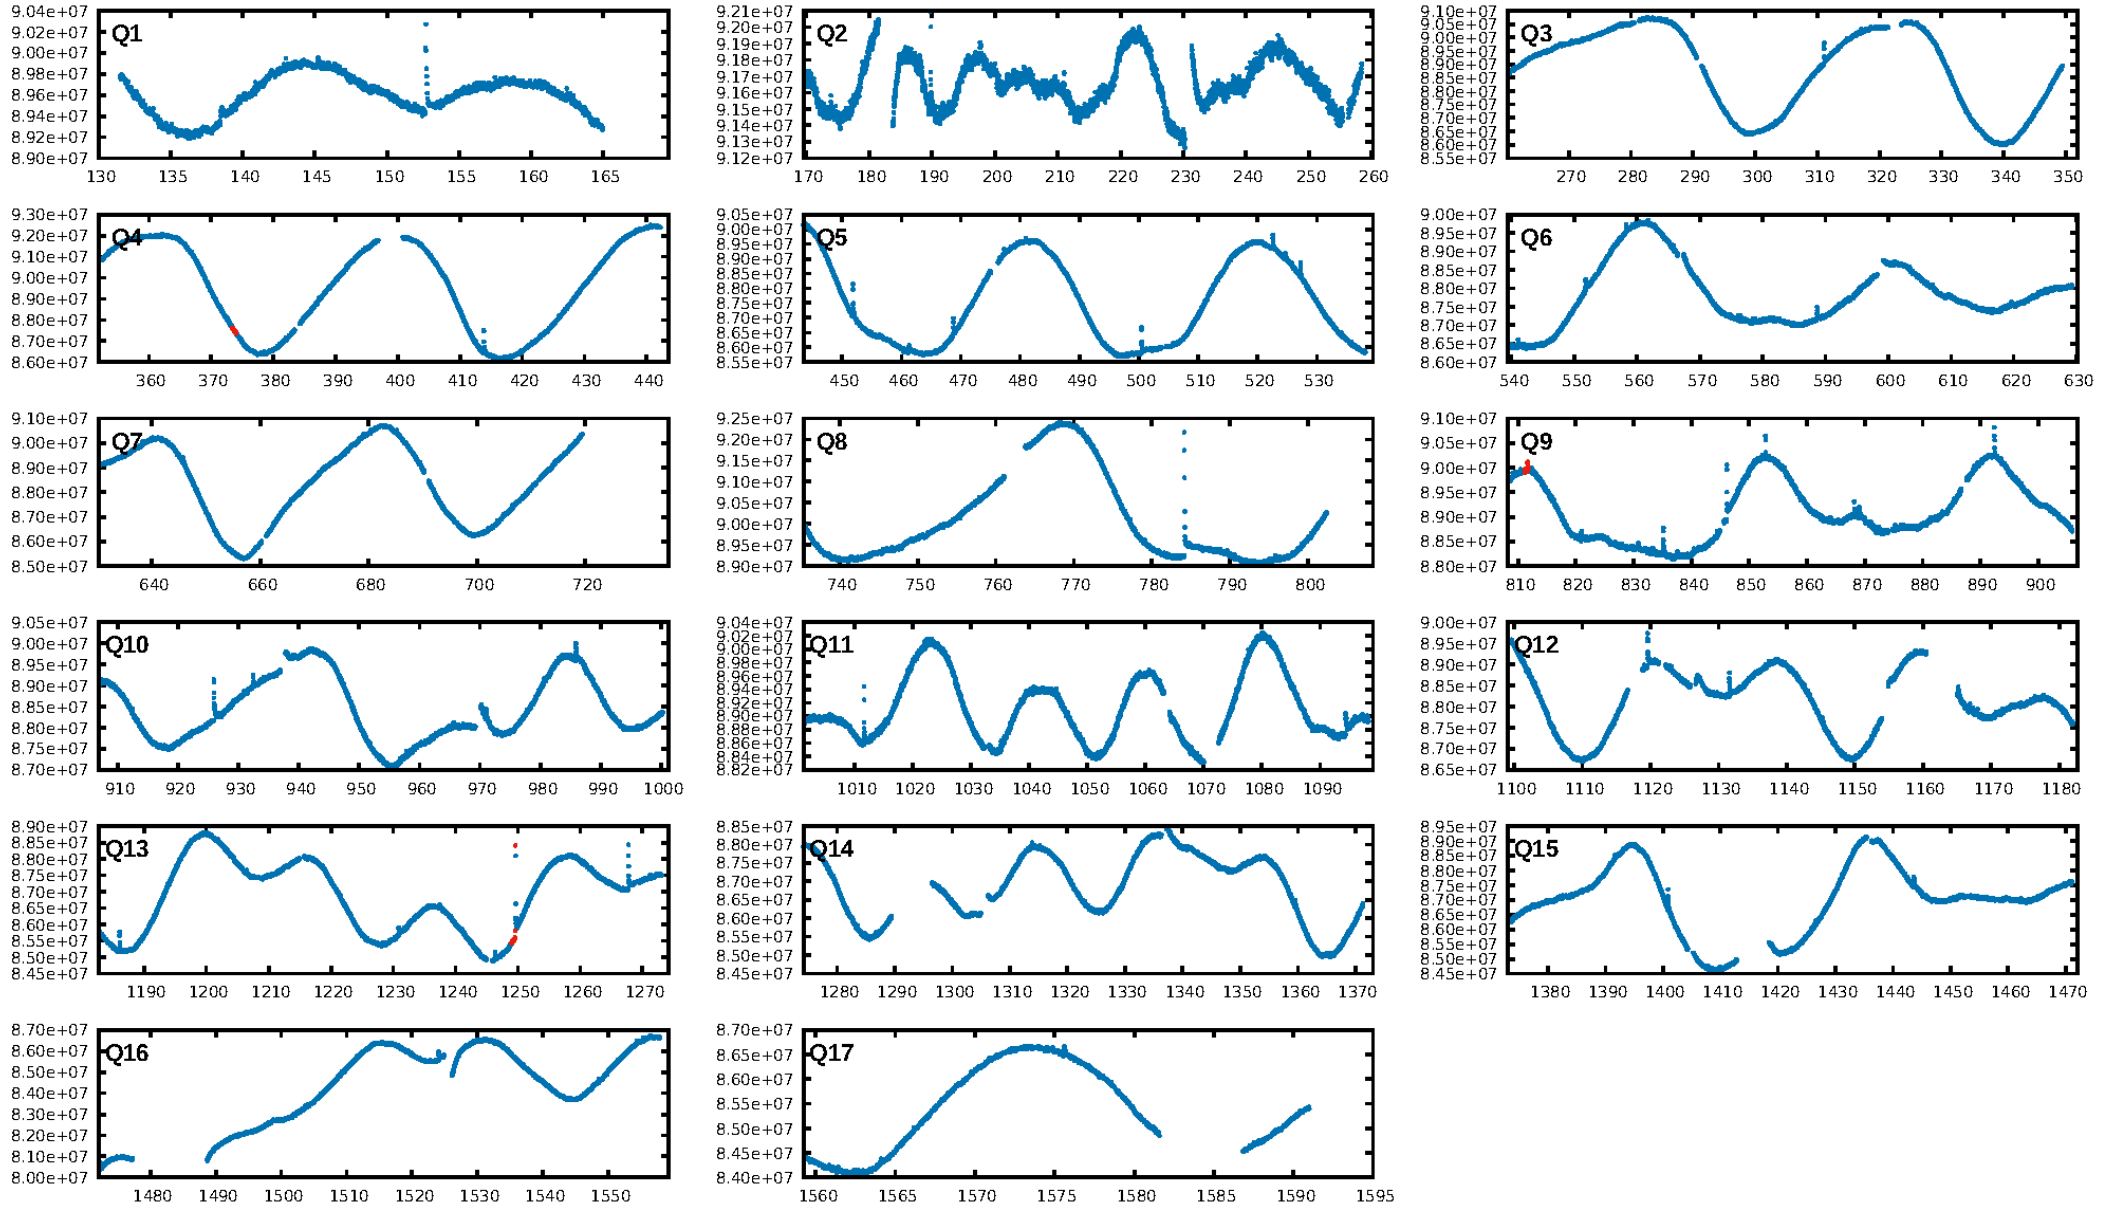 9.04e+07
9.02e+07
9.00e+07
8.98e+07
8.96e+07
8.94e+07
8.92e+07
8.90e+07
Q1
130 135 140 145 150 155 160 165
9.21e+07
9.20e+07
9.19e+07
9.18e+07
9.17e+07
9.16e+07
9.15e+07
9.14e+07
9.13e+07
9.12e+07
Q2
170 180 190 200 210 220 230 240 250 260
9.10e+07
9.05e+07
9.00e+07
8.95e+07
8.90e+07
8.85e+07
8.80e+07
8.75e+07
8.70e+07
8.65e+07
8.60e+07
8.55e+07
Q3
270 280 290 300 310 320 330 340 350
9.30e+07
9.20e+07
9.10e+07
9.00e+07
8.90e+07
8.80e+07
8.70e+07
8.60e+07
Q4
360 370 380 390 400 410 420 430 440
9.05e+07
9.00e+07
8.95e+07
8.90e+07
8.85e+07
8.80e+07
8.75e+07
8.70e+07
8.65e+07
8.60e+07
8.55e+07
Q5
450 460 470 480 490 500 510 520 530
9.00e+07
8.95e+07
8.90e+07
8.85e+07
8.80e+07
8.75e+07
8.70e+07
8.65e+07
8.60e+07
Q6
540 550 560 570 580 590 600 610 620 630
9.10e+07
9.00e+07
8.90e+07
8.80e+07
8.70e+07
8.60e+07
8.50e+07
Q7
640 660 680 700 720
9.25e+07
9.20e+07
9.15e+07
9.10e+07
9.05e+07
9.00e+07
8.95e+07
8.90e+07
Q8
740 750 760 770 780 790 800
9.10e+07
9.05e+07
9.00e+07
8.95e+07
8.90e+07
8.85e+07
8.80e+07
Q9
810 820 830 840 850 860 870 880 890 900
9.05e+07
9.00e+07
8.95e+07
8.90e+07
8.85e+07
8.80e+07
8.75e+07
8.70e+07
Q10
910 920 930 940 950 960 970 980 990 1000
9.04e+07
9.02e+07
9.00e+07
8.98e+07
8.96e+07
8.94e+07
8.92e+07
8.90e+07
8.88e+07
8.86e+07
8.84e+07
8.82e+07
Q11
1010 1020 1030 1040 1050 1060 1070 1080 1090
9.00e+07
8.95e+07
8.90e+07
8.85e+07
8.80e+07
8.75e+07
8.70e+07
8.65e+07
Q12
1100 1110 1120 1130 1140 1150 1160 1170 1180
8.90e+07
8.85e+07
8.80e+07
8.75e+07
8.70e+07
8.65e+07
8.60e+07
8.55e+07
8.50e+07
8.45e+07
Q13
1190 1200 1210 1220 1230 1240 1250 1260 1270
8.85e+07
8.80e+07
8.75e+07
8.70e+07
8.65e+07
8.60e+07
8.55e+07
8.50e+07
8.45e+07
Q14
1280 1290 1300 1310 1320 1330 1340 1350 1360 1370
8.95e+07
8.90e+07
8.85e+07
8.80e+07
8.75e+07
8.70e+07
8.65e+07
8.60e+07
8.55e+07
8.50e+07
8.45e+07
Q15
1380 1390 1400 1410 1420 1430 1440 1450 1460 1470
8.70e+07
8.60e+07
8.50e+07
8.40e+07
8.30e+07
8.20e+07
8.10e+07
8.00e+07
Q16
1480 1490 1500 1510 1520 1530 1540 1550
8.70e+07
8.65e+07
8.60e+07
8.55e+07
8.50e+07
8.45e+07
8.40e+07
Q17
1560 1565 1570 1575 1580 1585 1590 1595